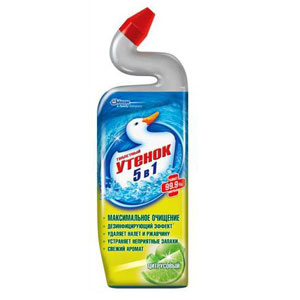 туалетный
УТЕНОК
5 в 1
99.9%
МАКСИМАЛЬНОЕ ОЧИЩЕНИЕ
ДЕЗИНФИЦИРУЮЩИЙ ЭФФЕКТ
УДАЛЯЕТ НАЛЕТ И РЖАВЧИНУ
УСТРАНЯЕТ НЕПРИЯТНЫЕ ЗАПАХИ
СВЕЖИЙ АРОМАТ
ЦИТРУСОВЫЙ